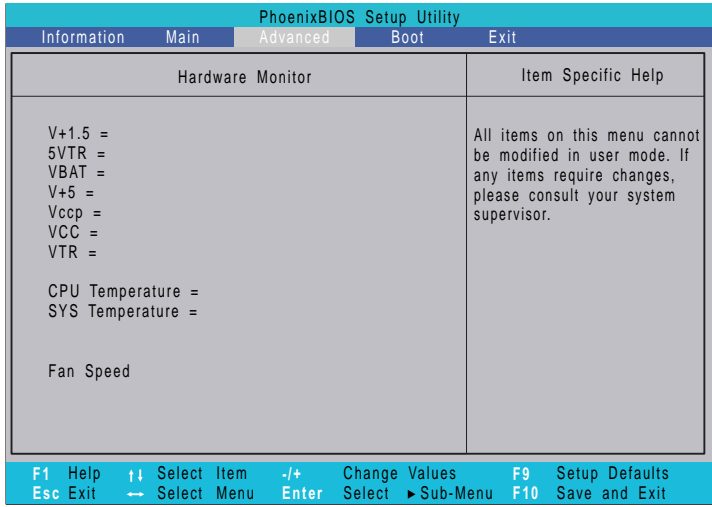 PhoenixBIOS Setup Utility
Information Main Advanced Boot Exit
Hardware Monitor
Item Specific Help
V+1.5 =
5VTR =
VBAT =
V+5 =
Vccp =
VCC =
VTR =
CPU Temperature =
SYS Temperature =
Fan Speed
All items on this menu cannot
be modified in user mode. If
any items require changes,
please consult your system
supervisor.
F1 Help ↑↓ Select Item -/+ Change Values F9 Setup Defaults
Esc Exit ↔ Select Menu Enter Select ►Sub-Menu F10 Save and Exit